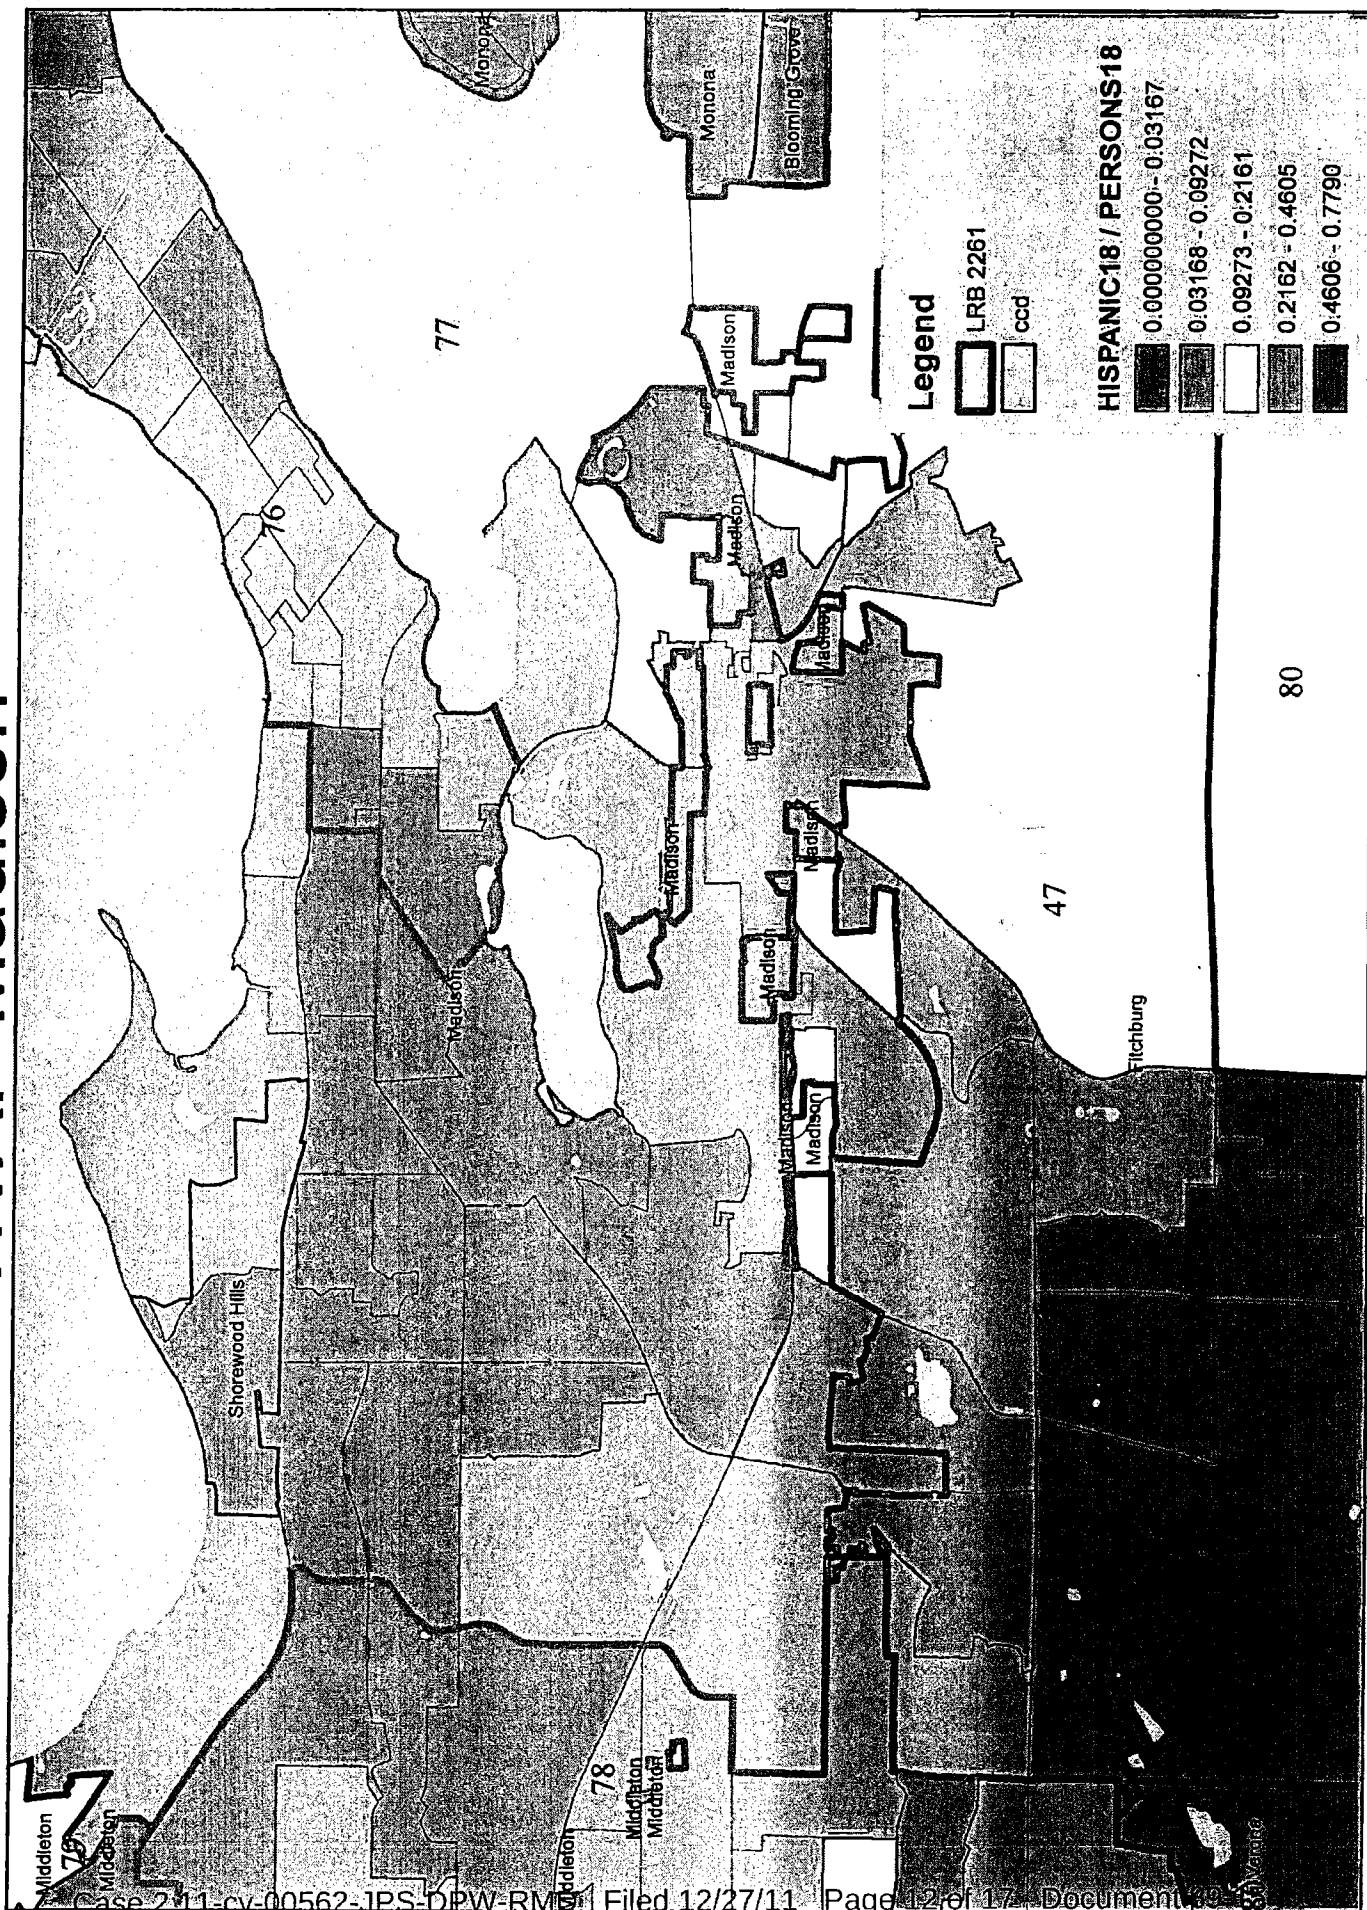 Middleton
79
Middleton
Shorewood Hills
76
77
Monona
Monona
Blooming Grove
Madison
Madison
Madison
Madison
Madison
Madison
Madison
Madison
Madison
78
Middleton
Middleton
Middleton
47
Fitchburg
80
Verona
Legend
LRB 2261
ccd
HISPANIC18 / PERSONS18
0.000000000 - 0.03167
0.03168 - 0.09272
0.09273 - 0.2161
0.2162 - 0.4605
0.4606 - 0.7790
Case 2:11-cv-00562-JPS-DPW-RMD Filed 12/27/11 Page 12 of 17 Document